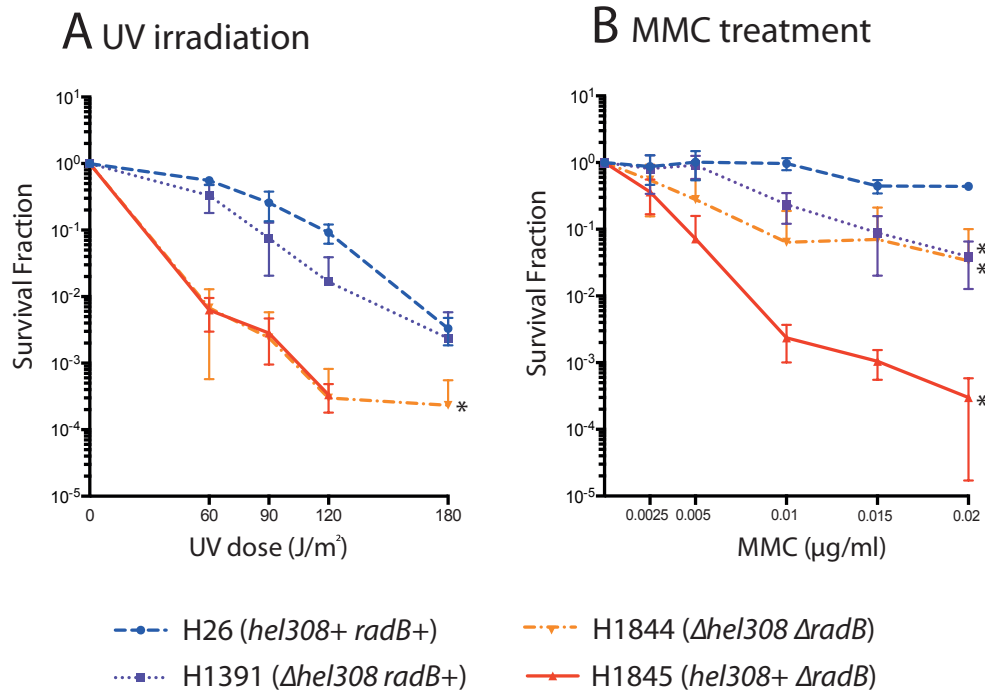 A UV irradiation
B MMC treatment
Survival Fraction
10¹
10⁰
10⁻¹
10⁻²
10⁻³
10⁻⁴
10⁻⁵
*
0 60 90 120 180
UV dose (J/m²)
Survival Fraction
10¹
10⁰
10⁻¹
10⁻²
10⁻³
10⁻⁴
10⁻⁵
*
*
*
0.0025 0.005 0.01 0.015 0.02
MMC (μg/ml)
H26 (hel308+ radB+)
H1844 (Δhel308 ΔradB)
H1391 (Δhel308 radB+)
H1845 (hel308+ ΔradB)